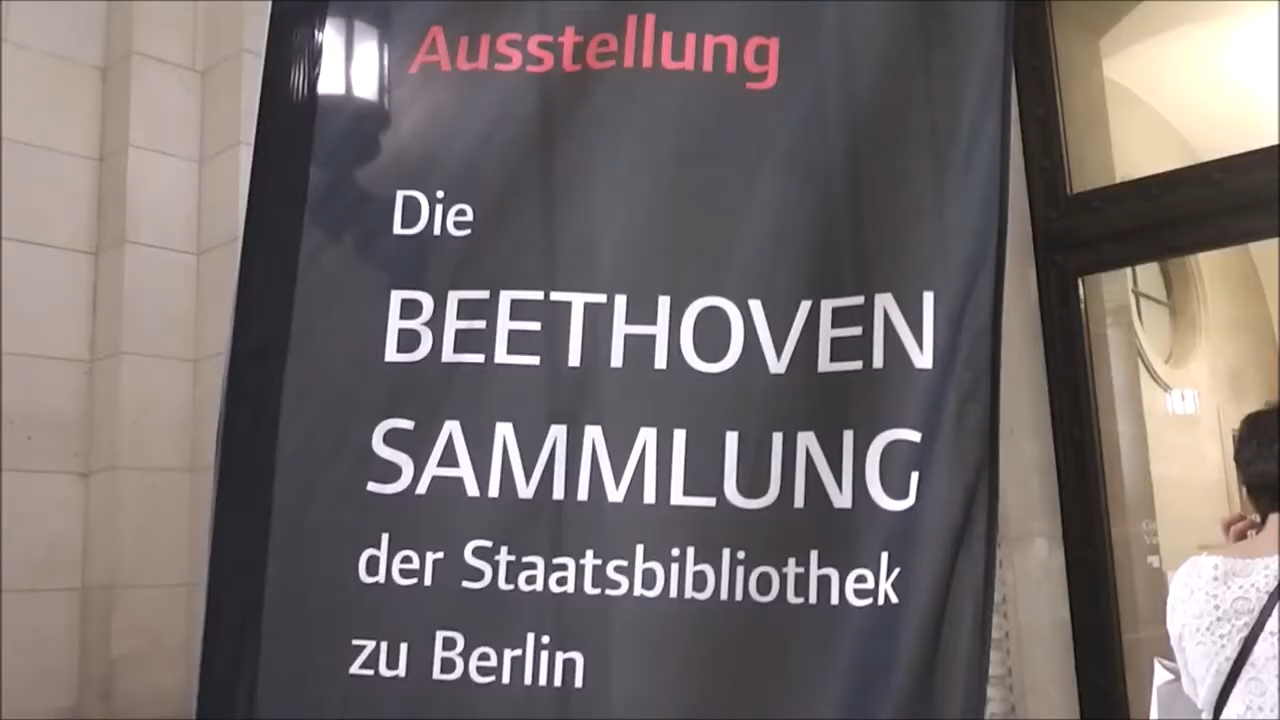 Ausstellung
Die
BEETHOVEN
SAMMLUNG
der Staatsbibliothek
zu Berlin